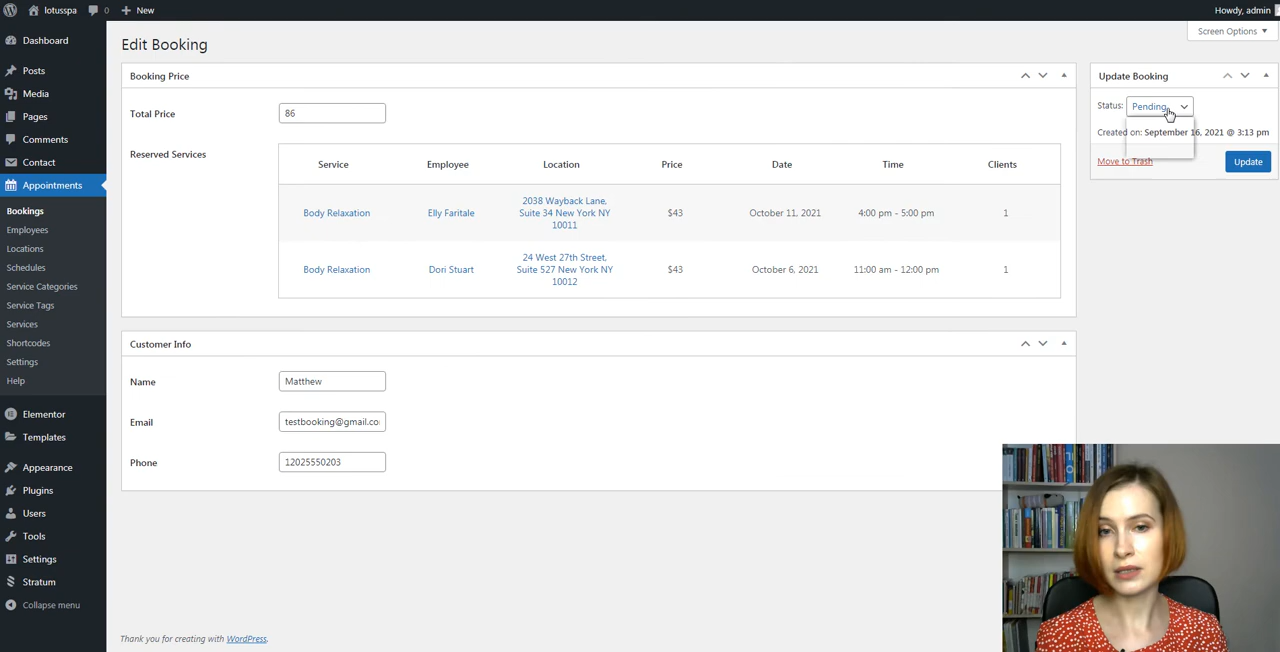 lotusspa
0
New
Howdy, admin
Screen Options
Dashboard
Posts
Media
Pages
Comments
Contact
Appointments
Bookings
Employees
Locations
Schedules
Service Categories
Service Tags
Services
Shortcodes
Settings
Help
Elementor
Templates
Appearance
Plugins
Users
Tools
Settings
Stratum
Collapse menu
Edit Booking
Booking Price
Total Price
86
Reserved Services
Service Employee Location Price Date Time Clients
Body Relaxation Elly Faritale 2038 Wayback Lane, Suite 34 New York NY 10011 $43 October 11, 2021 4:00 pm - 5:00 pm 1
Body Relaxation Dori Stuart 24 West 27th Street, Suite 527 New York NY 10012 $43 October 6, 2021 11:00 am - 12:00 pm 1
Customer Info
Name
Matthew
Email
testbooking@gmail.co
Phone
12025550203
Update Booking
Status: Pending
Created on: September 16, 2021 @ 3:13 pm
Move to Trash
Update
Thank you for creating with WordPress.